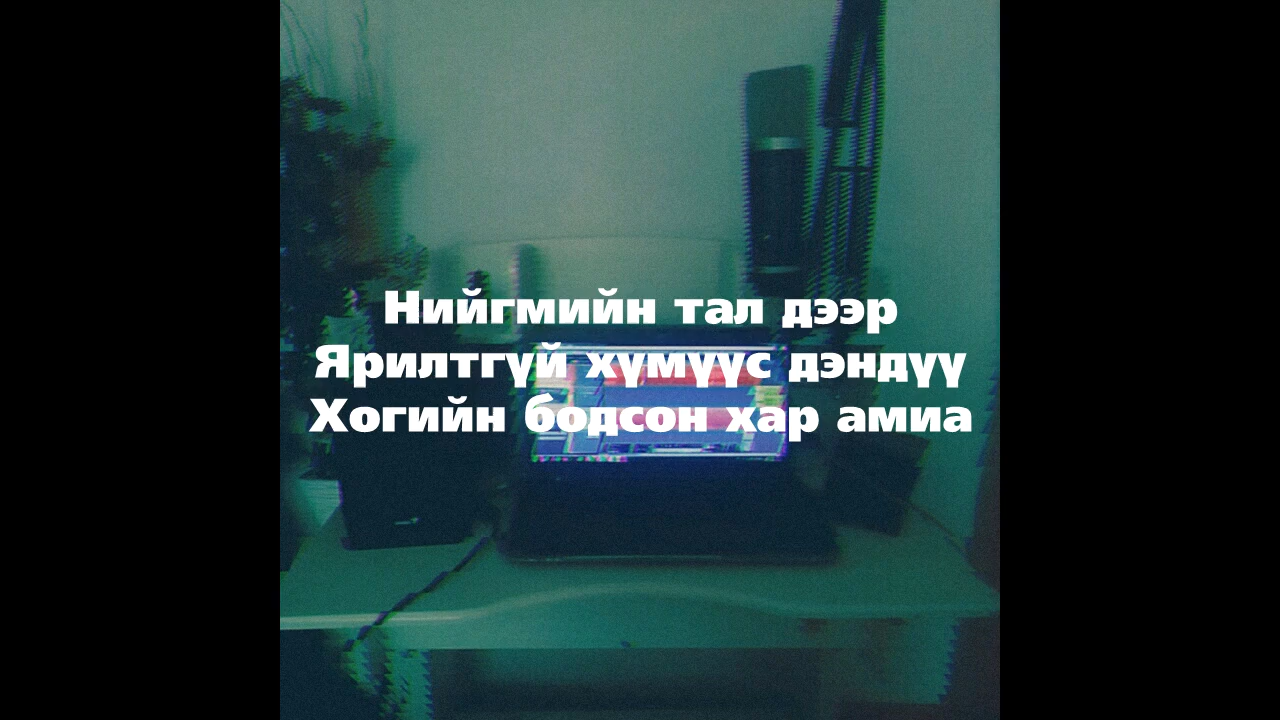 Нийгмийн тал дээр
Ярилтгүй хүмүүс дэндүү
Хогийн бодсон хар амиа